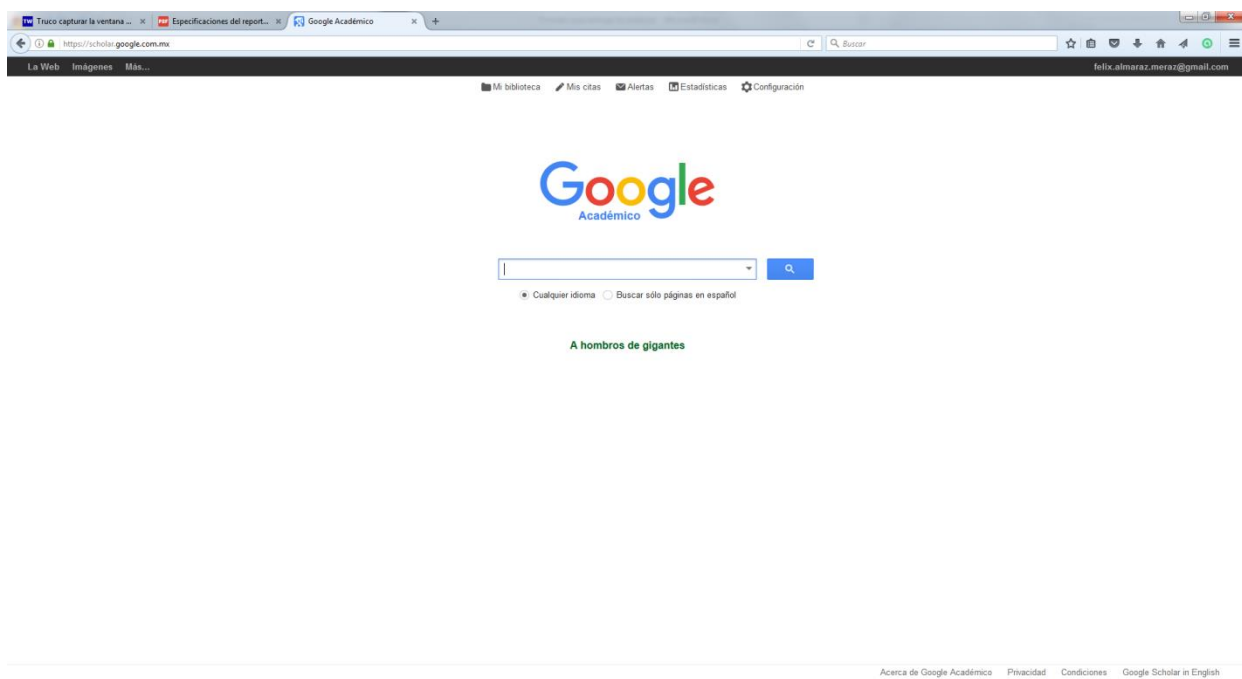 TW Truco capturar la ventana ... × PDF Especificaciones del report... × Google Académico × +
https://scholar.google.com.mx Buscar
La Web Imágenes Más... felix.almaraz.meraz@gmail.com
Mi biblioteca Mis citas Alertas Estadísticas Configuración
Google
Académico
Cualquier idioma Buscar sólo páginas en español
A hombros de gigantes
Acerca de Google Académico Privacidad Condiciones Google Scholar in English